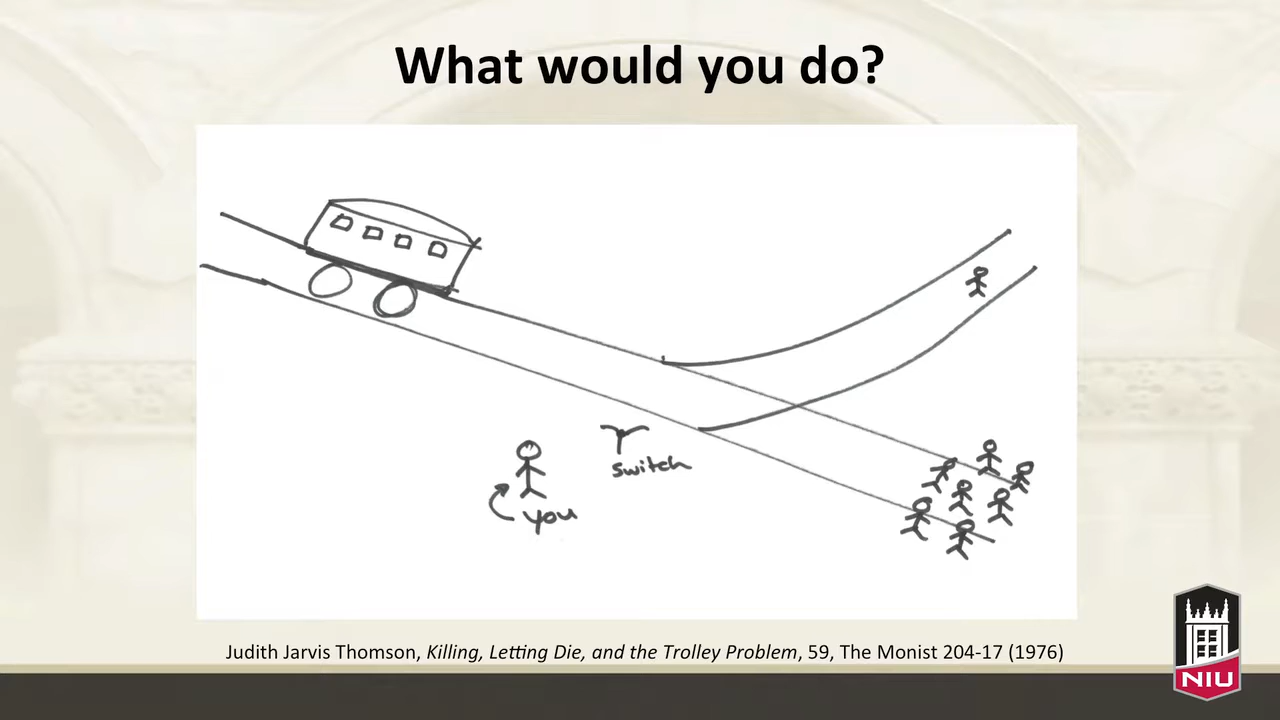 What would you do?
switch
you
Judith Jarvis Thomson, Killing, Letting Die, and the Trolley Problem, 59, The Monist 204-17 (1976)
NIU